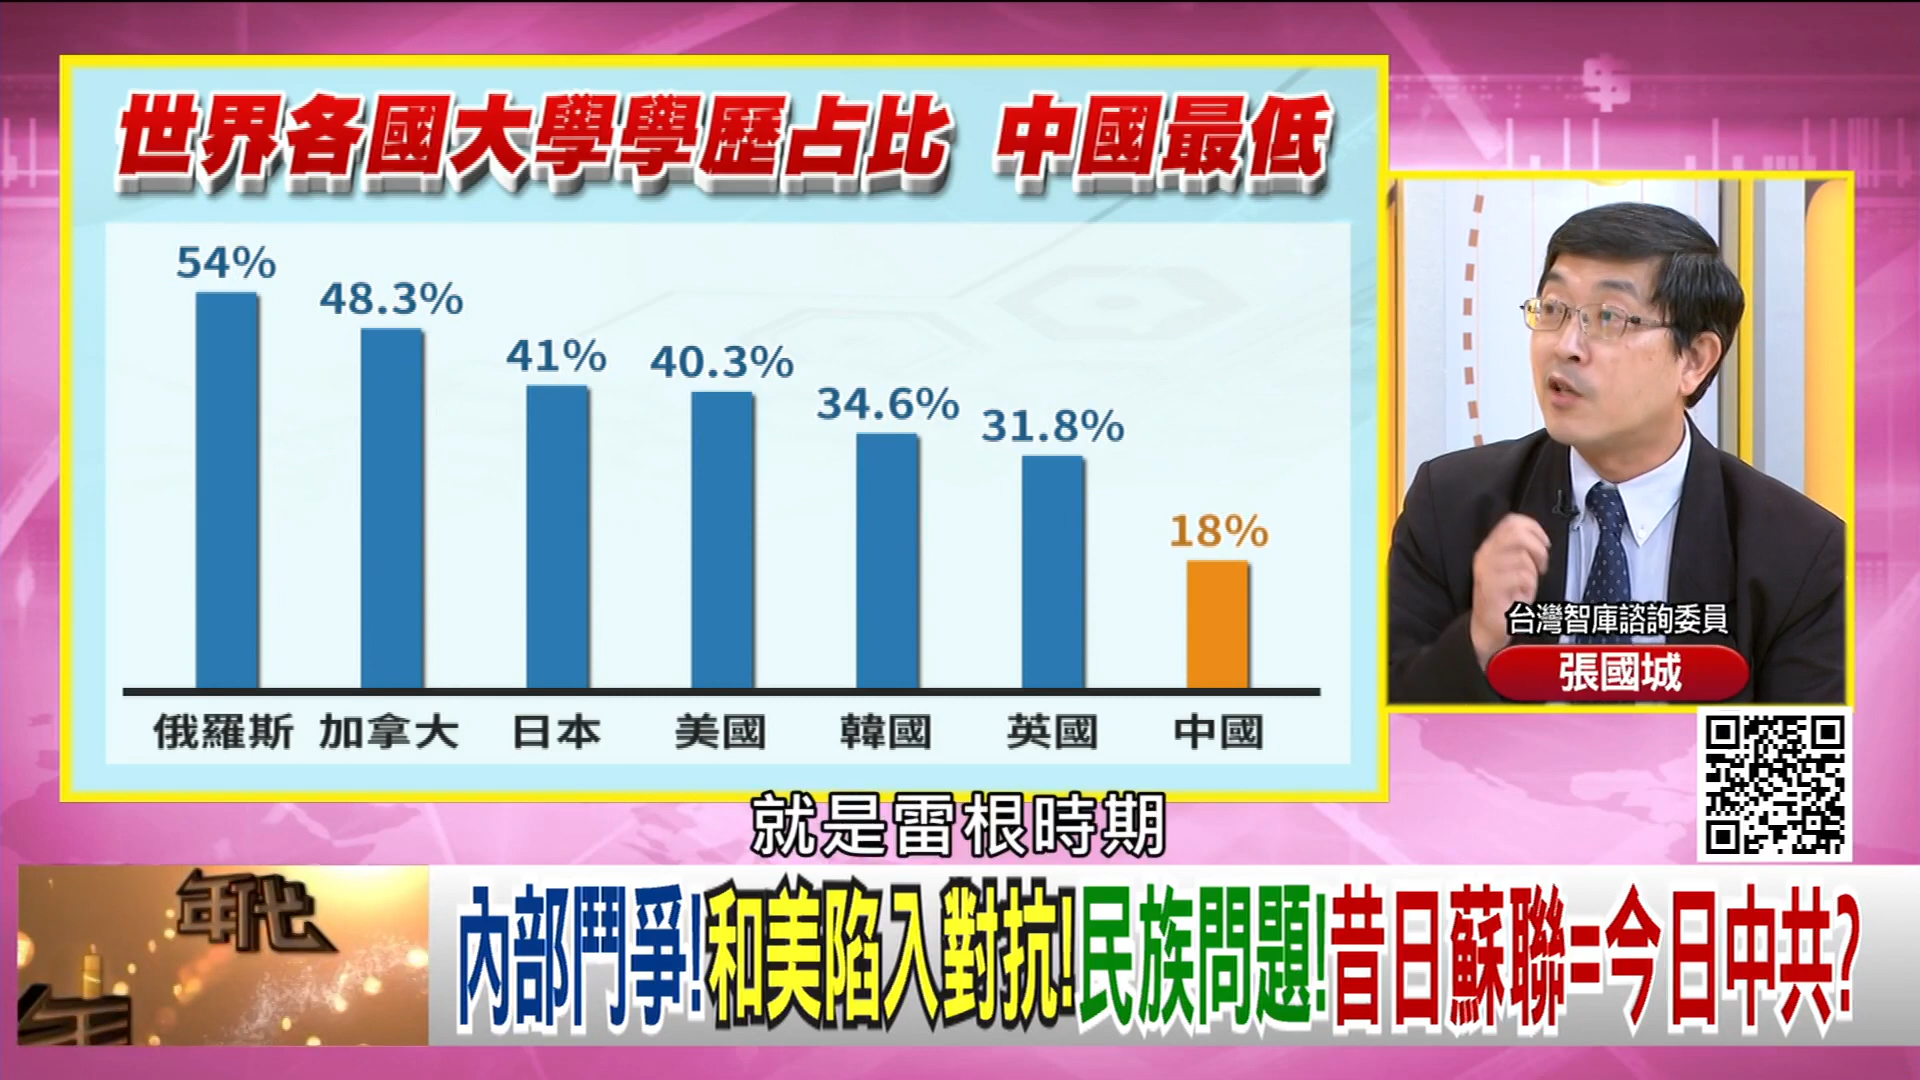 世界各國大學學歷占比 中國最低
54%
48.3%
41%
40.3%
34.6%
31.8%
18%
俄羅斯 加拿大 日本 美國 韓國 英國 中國
台灣智庫諮詢委員
張國城
就是雷根時期
年代
內部鬥爭!和美陷入對抗!民族問題!昔日蘇聯=今日中共?